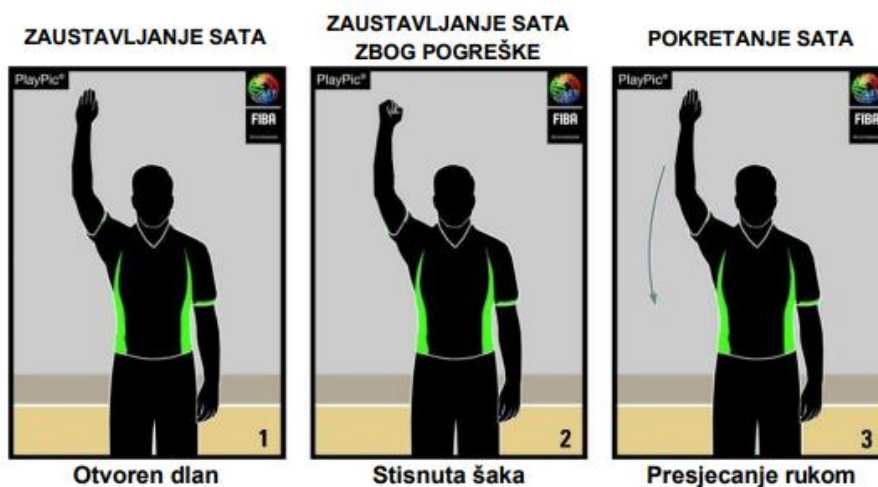 ZAUSTAVLJANJE SATA
ZAUSTAVLJANJE SATA
ZBOG POGREŠKE
POKRETANJE SATA
PlayPic®
FIBA
1
PlayPic®
FIBA
2
PlayPic®
FIBA
3
Otvoren dlan
Stisnuta šaka
Presjecanje rukom